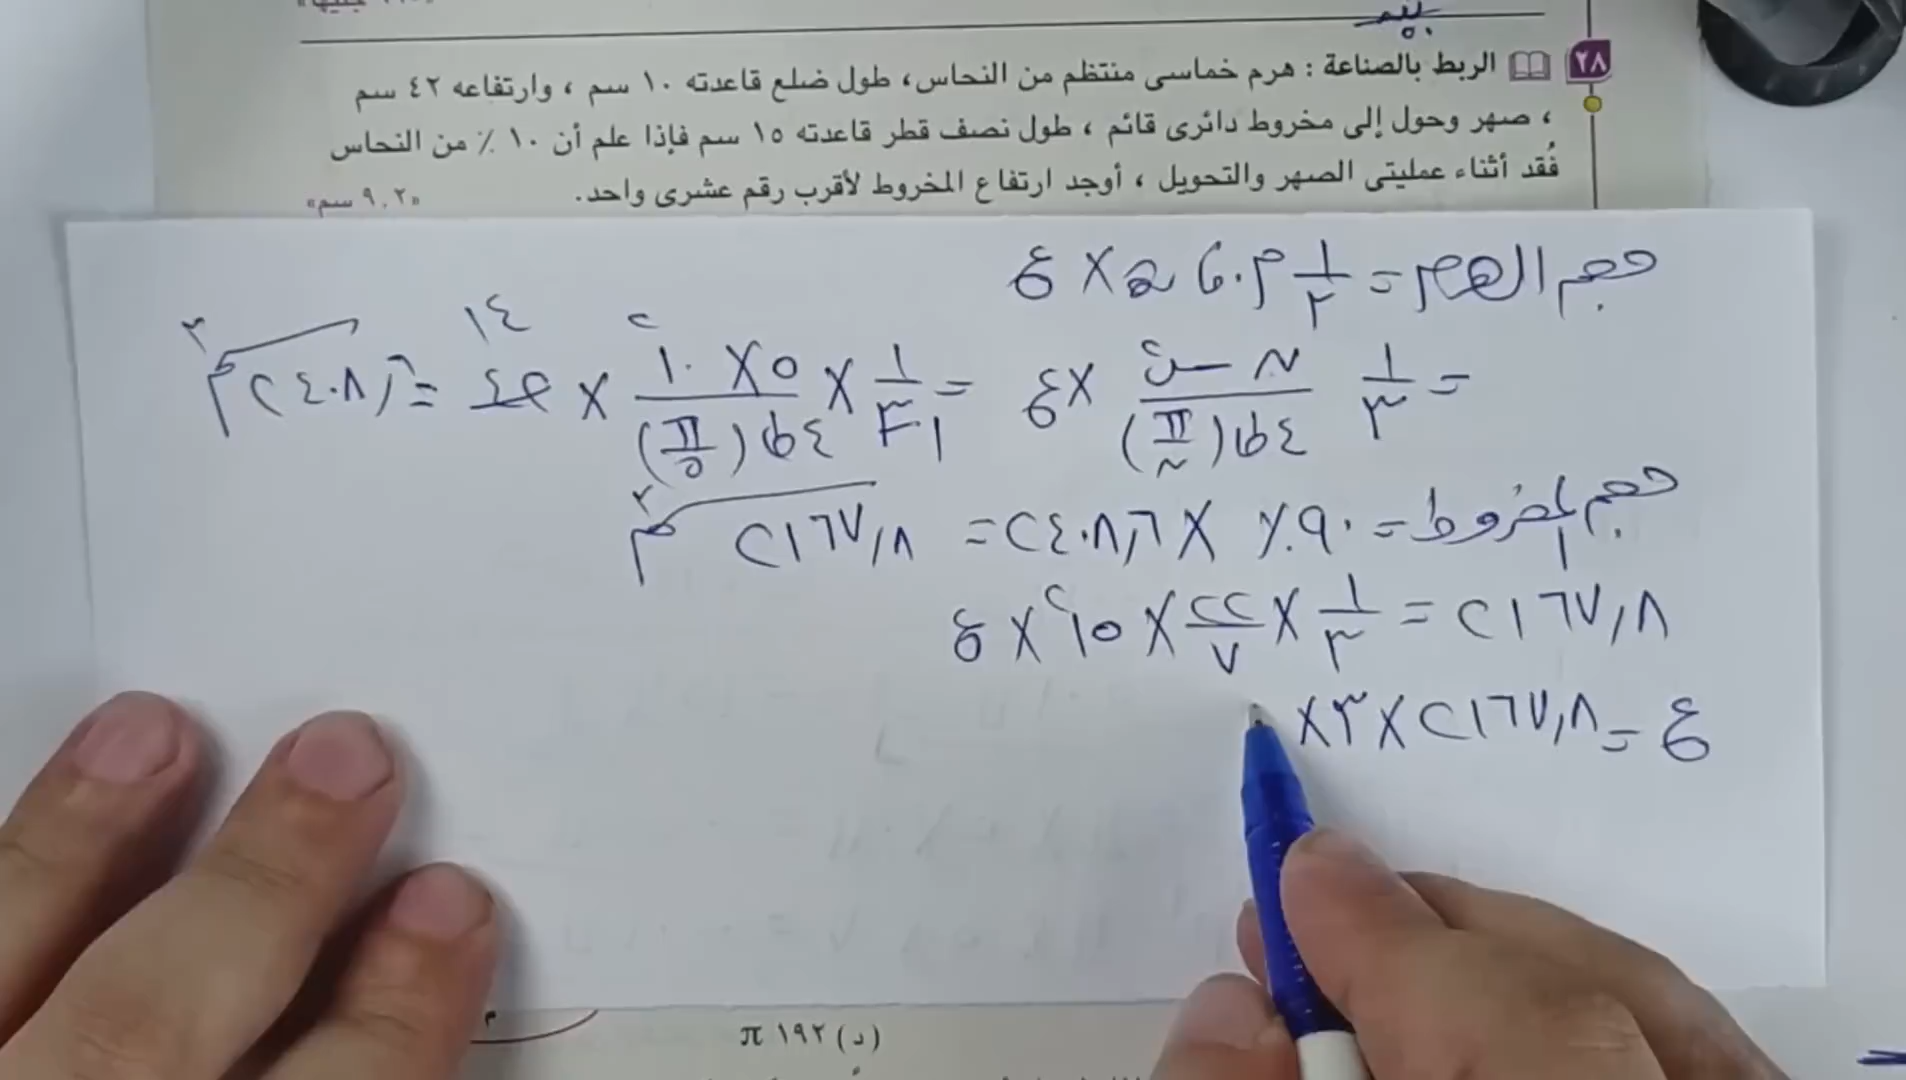 ٢٨ الربط بالصناعة : هرم خماسى منتظم من النحاس، طول ضلع قاعدته ١٠ سم ، وارتفاعه ٤٢ سم
، صهر وحول إلى مخروط دائرى قائم ، طول نصف قطر قاعدته ١٥ سم فإذا علم أن ١٠ ٪ من النحاس
فُقد أثناء عمليتى الصهر والتحويل ، أوجد ارتفاع المخروط لأقرب رقم عشرى واحد. «٩,٢ سم»
حجم الهرم = ١/٣ م.ق × ع
= ١/٣ ن س٢ / ٤ ظا (π/ن) × ع = ١/٣ × ٥ × ١٠٢ / ٤ ظا (π/٥) × ٤٢ ١٤ = ٢٤٠٨,٦ سم٣
حجم المخروط = ٩٠٪ × ٢٤٠٨,٦ = ٢١٦٧,٨ سم٣
٢١٦٧,٨ = ١/٣ × ٢٢/٧ × ١٥٢ × ع
ع = ٢١٦٧,٨ × ٣ ×
(د) ١٩٢ π